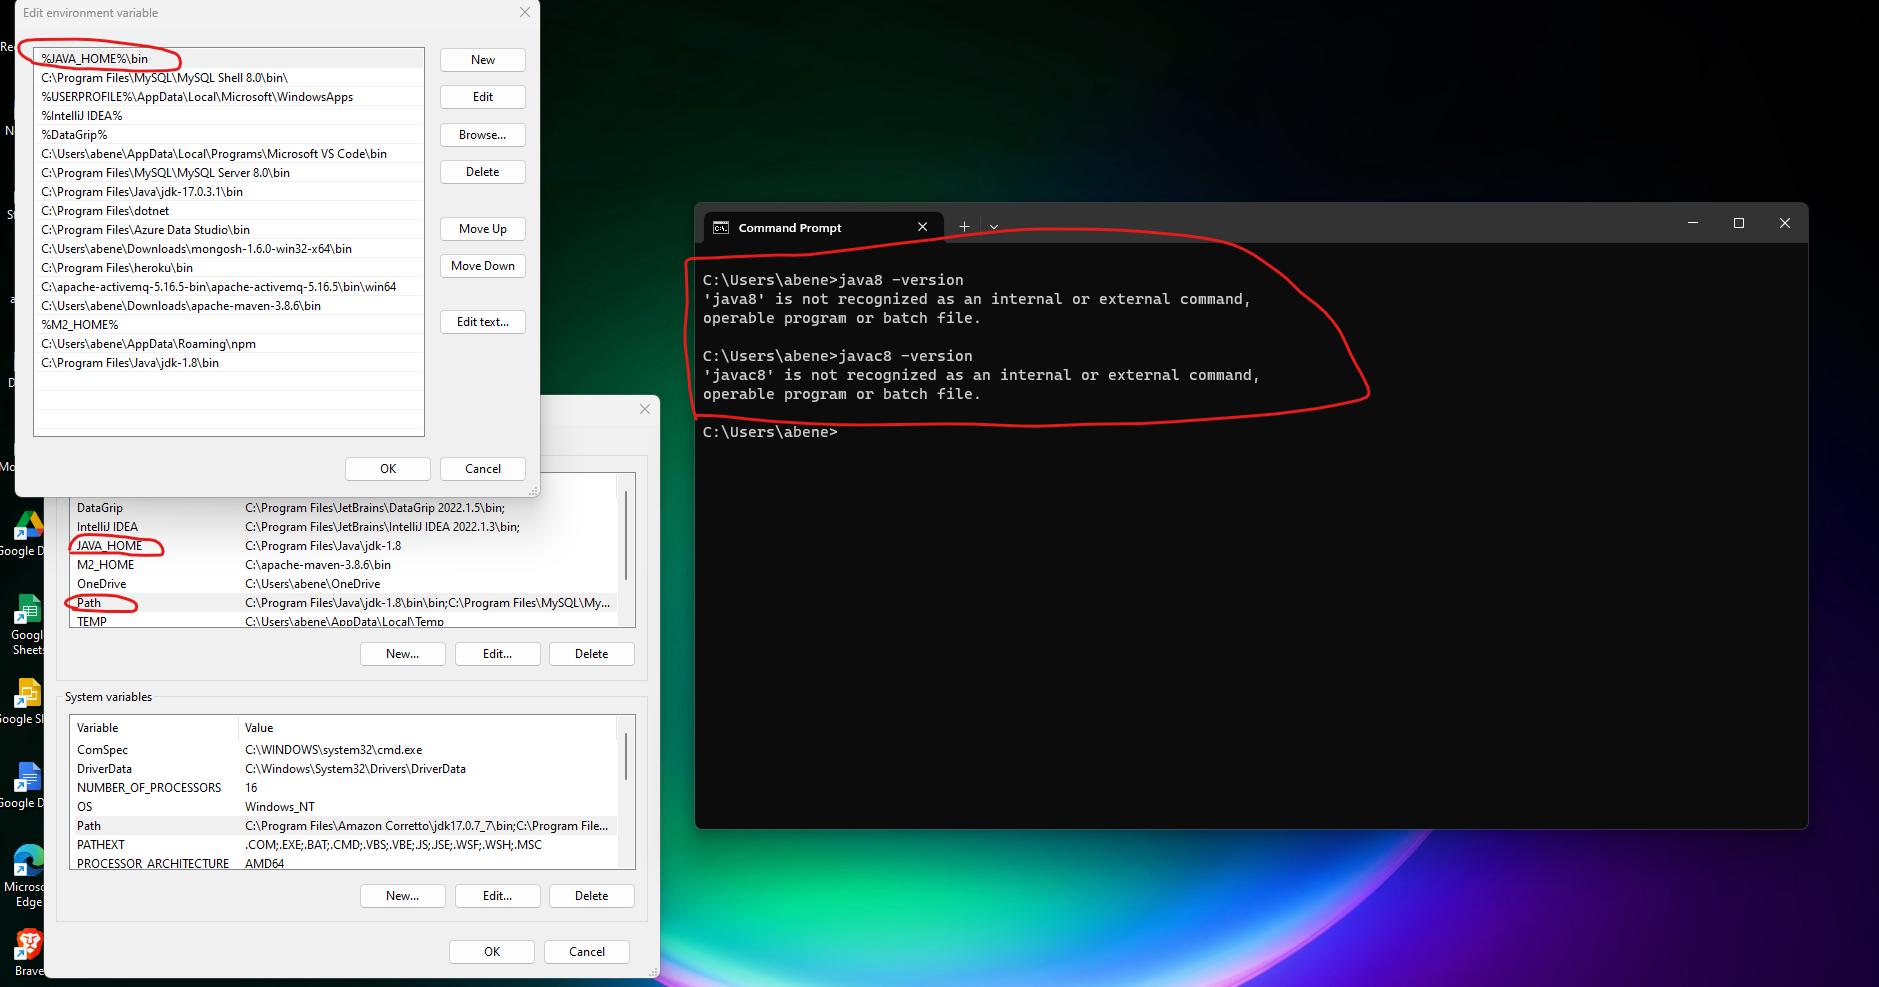 Edit environment variable
%JAVA_HOME%\bin
C:\Program Files\MySQL\MySQL Shell 8.0\bin\
%USERPROFILE%\AppData\Local\Microsoft\WindowsApps
%IntelliJ IDEA%
%DataGrip%
C:\Users\abene\AppData\Local\Programs\Microsoft VS Code\bin
C:\Program Files\MySQL\MySQL Server 8.0\bin
C:\Program Files\Java\jdk-17.0.3.1\bin
C:\Program Files\dotnet
C:\Program Files\Azure Data Studio\bin
C:\Users\abene\Downloads\mongosh-1.6.0-win32-x64\bin
C:\Program Files\heroku\bin
C:\apache-activemq-5.16.5-bin\apache-activemq-5.16.5\bin\win64
C:\Users\abene\Downloads\apache-maven-3.8.6\bin
%M2_HOME%
C:\Users\abene\AppData\Roaming\npm
C:\Program Files\Java\jdk-1.8\bin
New
Edit
Browse...
Delete
Move Up
Move Down
Edit text...
OK
Cancel
DataGrip C:\Program Files\JetBrains\DataGrip 2022.1.5\bin;
IntelliJ IDEA C:\Program Files\JetBrains\IntelliJ IDEA 2022.1.3\bin;
JAVA_HOME C:\Program Files\Java\jdk-1.8
M2_HOME C:\apache-maven-3.8.6\bin
OneDrive C:\Users\abene\OneDrive
Path C:\Program Files\Java\jdk-1.8\bin\bin;C:\Program Files\MySQL\My...
TEMP C:\Users\abene\AppData\Local\Temp
New... Edit... Delete
System variables
Variable Value
ComSpec C:\WINDOWS\system32\cmd.exe
DriverData C:\Windows\System32\Drivers\DriverData
NUMBER_OF_PROCESSORS 16
OS Windows_NT
Path C:\Program Files\Amazon Corretto\jdk17.0.7_7\bin;C:\Program File...
PATHEXT .COM;.EXE;.BAT;.CMD;.VBS;.VBE;.JS;.JSE;.WSF;.WSH;.MSC
PROCESSOR_ARCHITECTURE AMD64
New... Edit... Delete
OK Cancel
Command Prompt
C:\Users\abene>java8 -version
'java8' is not recognized as an internal or external command,
operable program or batch file.
C:\Users\abene>javac8 -version
'javac8' is not recognized as an internal or external command,
operable program or batch file.
C:\Users\abene>
Google D
Googl
Sheets
Google Sl
Google D
Micros
Edge
Brave